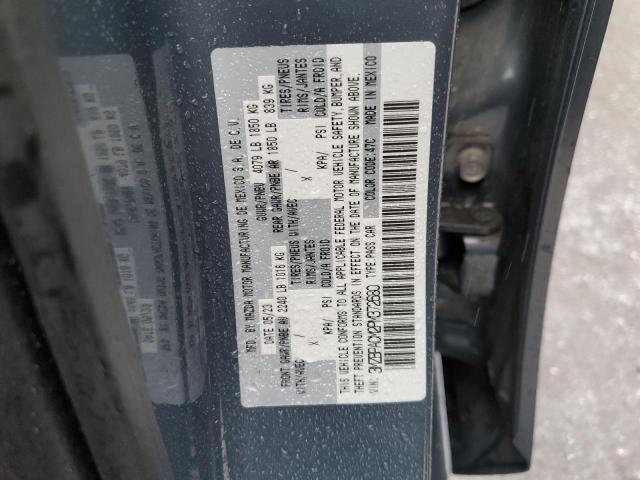 MFD. BY: MAZDA MOTOR MANUFACTURING DE MEXICO S.A. DE C.V.
DATE 05/23 GVWR/PNBV 4079 LB 1850 KG
FRONT GAWR/PNBE AV 2240 LB 1016 KG REAR GAWR/PNBE AR 1850 LB 839 KG
TIRES/PNEUS WITH/AVEC TIRES/PNEUS
WITH/AVEC X RIMS/JANTES X RIMS/JANTES
KPA/ PSI COLD/A FROID KPA/ PSI COLD/A FROID
THIS VEHICLE CONFORMS TO ALL APPLICABLE FEDERAL MOTOR VEHICLE SAFETY, BUMPER, AND
THEFT PREVENTION STANDARDS IN EFFECT ON THE DATE OF MANUFACTURE SHOWN ABOVE.
TYPE: PASS CAR COLOR CODE: 47C MADE IN MEXICO
VIN: